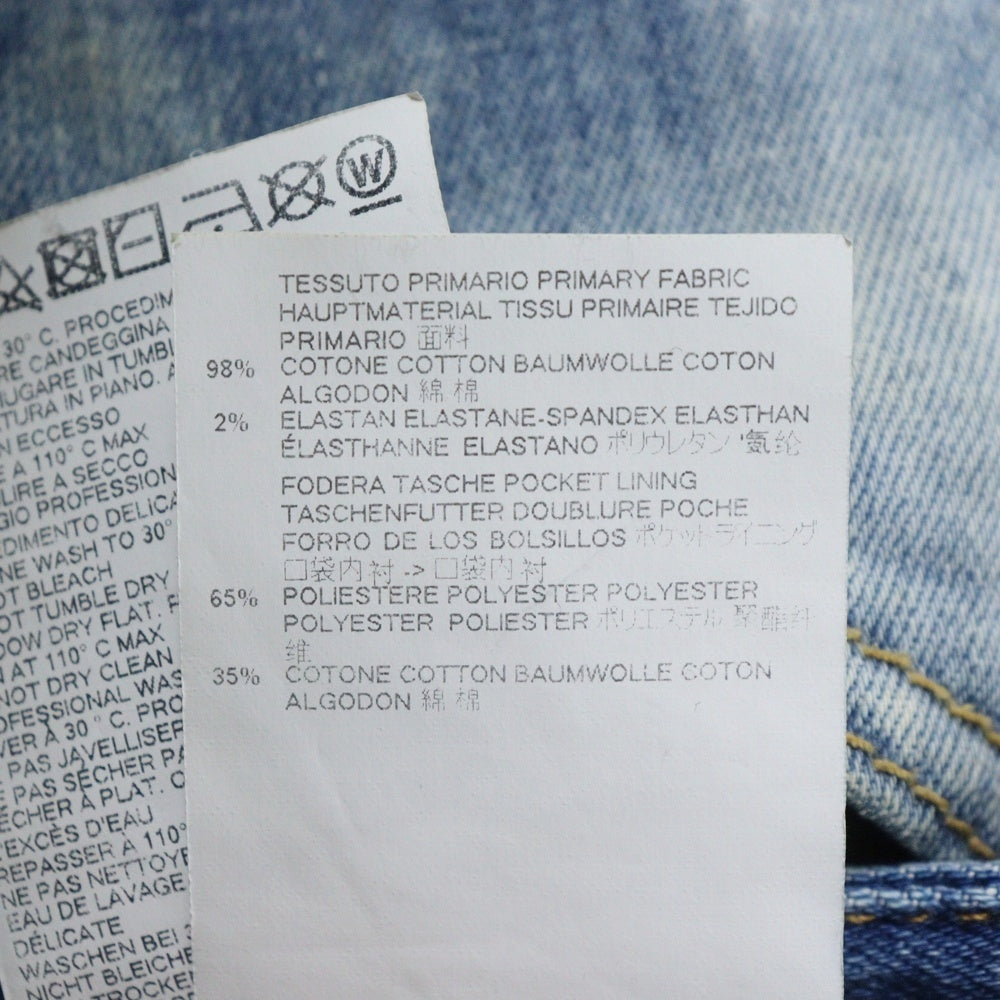 30° C. PROCEDIM
RE CANDEGGINA
IUGARE IN TUMBL
TURA IN PIANO. A
N ECCESSO
E A 110° C MAX
LIRE A SECCO
GIO PROFESSION
EDIMENTO DELICA
NE WASH TO 30°
OT BLEACH
OT TUMBLE DRY
DOW DRY FLAT. R
N AT 110° C MAX
NOT DRY CLEAN
OFESSIONAL WAS
VER À 30° C. PRO
PAS JAVELLISER
PAS SÉCHER PA
ÉCHER À PLAT. O
'EXCÈS D'EAU
REPASSER À 110°
NE PAS NETTOYE
EAU DE LAVAGE
DÉLICATE
WASCHEN BEI 3
NICHT BLEICHE
TROCKEN
TESSUTO PRIMARIO PRIMARY FABRIC
HAUPTMATERIAL TISSU PRIMAIRE TEJIDO
PRIMARIO 面料
98% COTONE COTTON BAUMWOLLE COTON
ALGODON 綿 棉
2% ELASTAN ELASTANE-SPANDEX ELASTHAN
ÉLASTHANNE ELASTANO ポリウレタン '氨纶
FODERA TASCHE POCKET LINING
TASCHENFUTTER DOUBLURE POCHE
FORRO DE LOS BOLSILLOS ポケットライニング
口袋内衬 -> 口袋内衬
65% POLIESTERE POLYESTER POLYESTER
POLYESTER POLIESTER ポリエステル 聚酯纤
维
35% COTONE COTTON BAUMWOLLE COTON
ALGODON 綿 棉